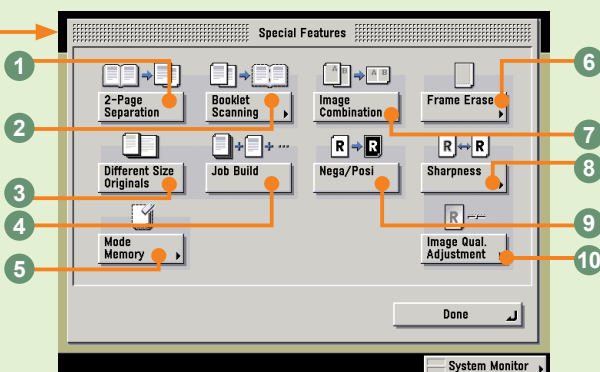 Special Features
1
2
3
4
5
6
7
8
9
10
2-Page
Separation
Booklet
Scanning
A B
A B
Image
Combination
Frame Erase
Different Size
Originals
+ + ...
Job Build
R R
Nega/Posi
R R
Sharpness
Mode
Memory
R
Image Qual.
Adjustment
Done
System Monitor